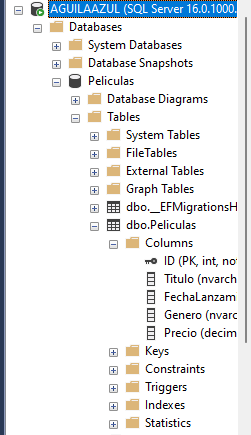 AGUILAAZUL (SQL Server 16.0.1000.
Databases
System Databases
Database Snapshots
Peliculas
Database Diagrams
Tables
System Tables
FileTables
External Tables
Graph Tables
dbo.__EFMigrationsH
dbo.Peliculas
Columns
ID (PK, int, no
Titulo (nvarch
FechaLanzam
Genero (nvarc
Precio (decim
Keys
Constraints
Triggers
Indexes
Statistics